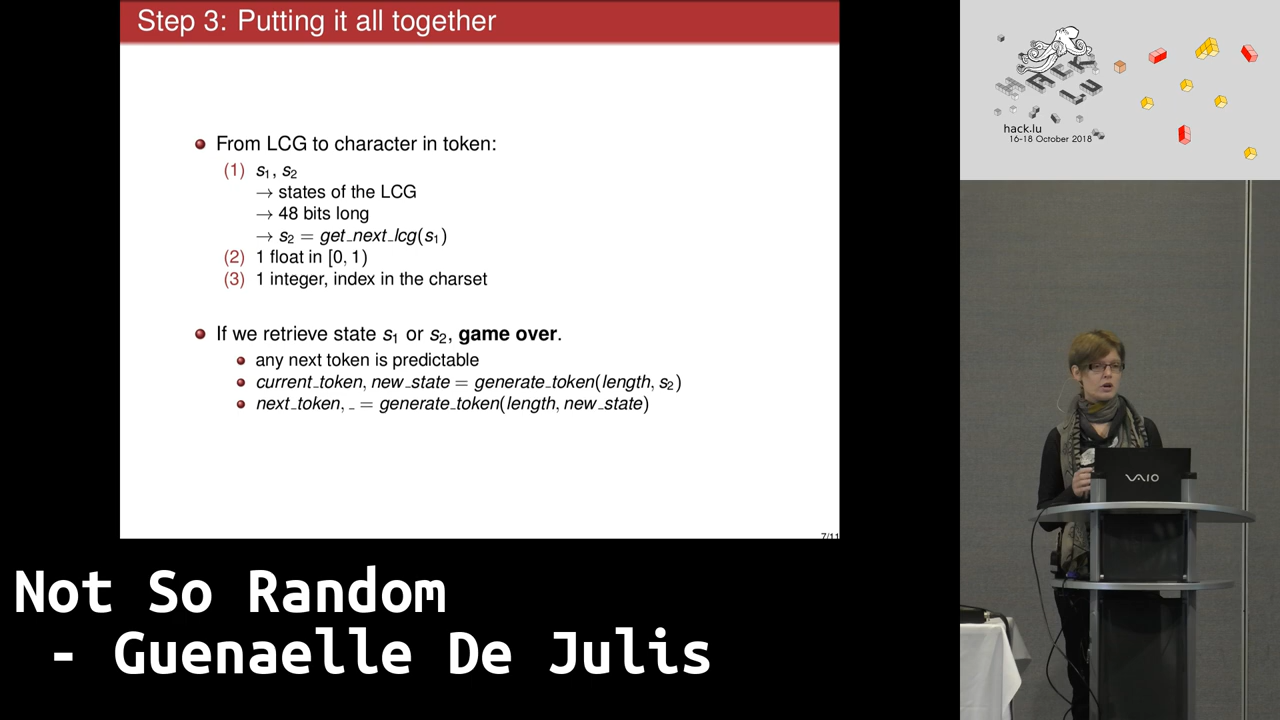 Step 3: Putting it all together
From LCG to character in token:
(1) s1, s2
→ states of the LCG
→ 48 bits long
→ s2 = get_next_lcg(s1)
(2) 1 float in [0, 1)
(3) 1 integer, index in the charset
If we retrieve state s1 or s2, game over.
any next token is predictable
current_token, new_state = generate_token(length, s2)
next_token, _ = generate_token(length, new_state)
7/11
Not So Random
- Guenaelle De Julis
HACK
LU
hack.lu
16-18 October 2018
VAIO